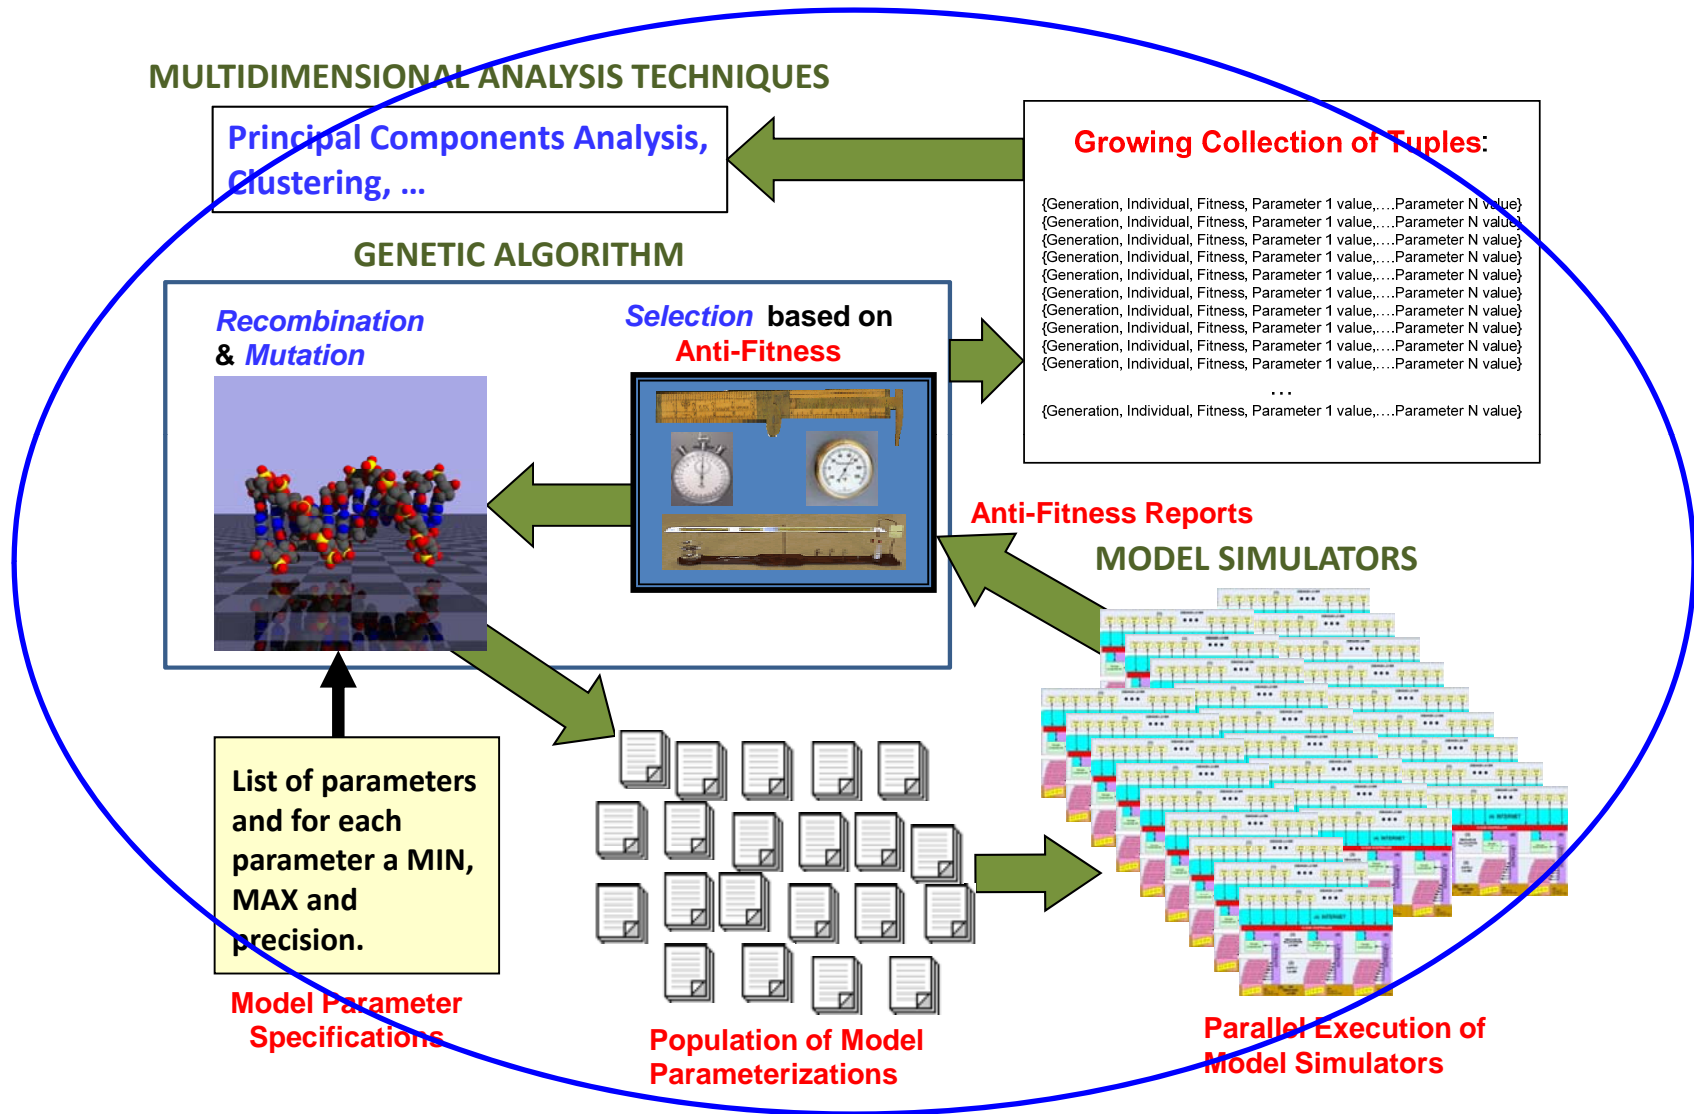 MULTIDIMENSIONAL ANALYSIS TECHNIQUES
Principal Components Analysis,
Clustering, ...
Growing Collection of Tuples:
{Generation, Individual, Fitness, Parameter 1 value,....Parameter N value}
{Generation, Individual, Fitness, Parameter 1 value,....Parameter N value}
{Generation, Individual, Fitness, Parameter 1 value,....Parameter N value}
{Generation, Individual, Fitness, Parameter 1 value,....Parameter N value}
{Generation, Individual, Fitness, Parameter 1 value,....Parameter N value}
{Generation, Individual, Fitness, Parameter 1 value,....Parameter N value}
{Generation, Individual, Fitness, Parameter 1 value,....Parameter N value}
{Generation, Individual, Fitness, Parameter 1 value,....Parameter N value}
{Generation, Individual, Fitness, Parameter 1 value,....Parameter N value}
{Generation, Individual, Fitness, Parameter 1 value,....Parameter N value}
...
{Generation, Individual, Fitness, Parameter 1 value,....Parameter N value}
GENETIC ALGORITHM
Recombination
& Mutation
Selection based on
Anti-Fitness
Anti-Fitness Reports
MODEL SIMULATORS
List of parameters
and for each
parameter a MIN,
MAX and
precision.
Model Parameter
Specifications
Population of Model
Parameterizations
Parallel Execution of
Model Simulators